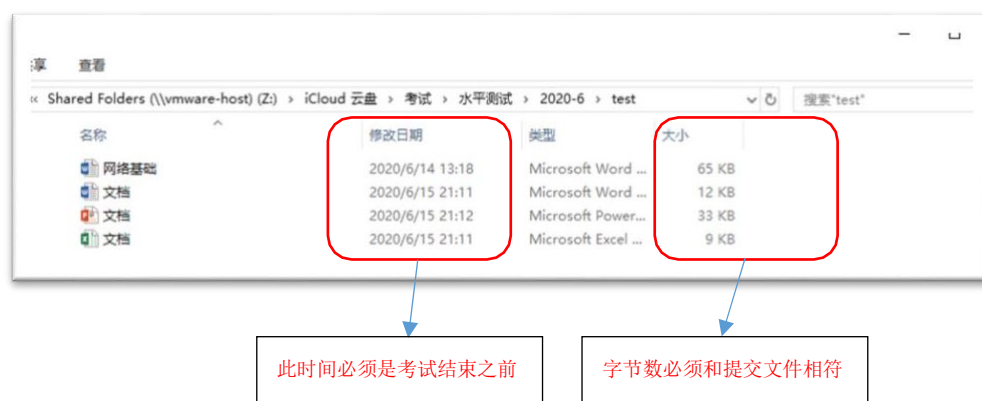 享 查看
« Shared Folders (\\vmware-host) (Z:) › iCloud 云盘 › 考试 › 水平测试 › 2020-6 › test 搜索"test"
名称 修改日期 类型 大小
网络基础 2020/6/14 13:18 Microsoft Word ... 65 KB
文档 2020/6/15 21:11 Microsoft Word ... 12 KB
文档 2020/6/15 21:12 Microsoft Power... 33 KB
文档 2020/6/15 21:11 Microsoft Excel ... 9 KB
此时间必须是考试结束之前 字节数必须和提交文件相符